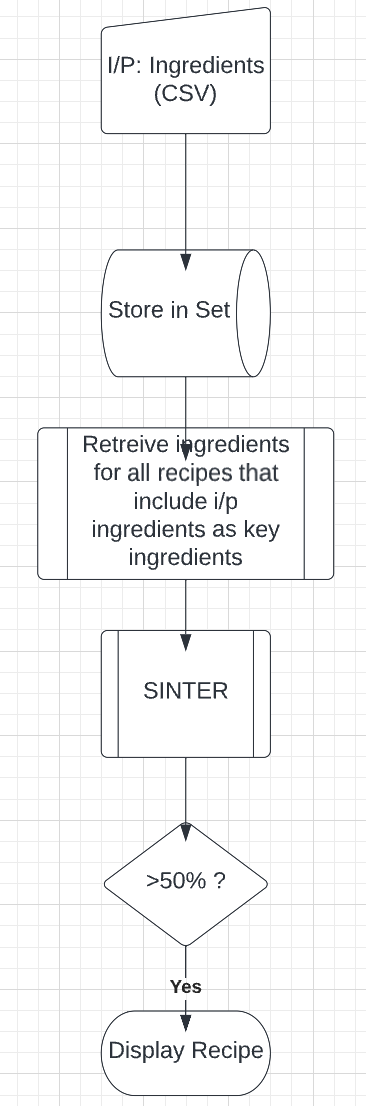 I/P: Ingredients
(CSV)
Store in Set
Retreive ingredients
for all recipes that
include i/p
ingredients as key
ingredients
SINTER
>50% ?
Yes
Display Recipe